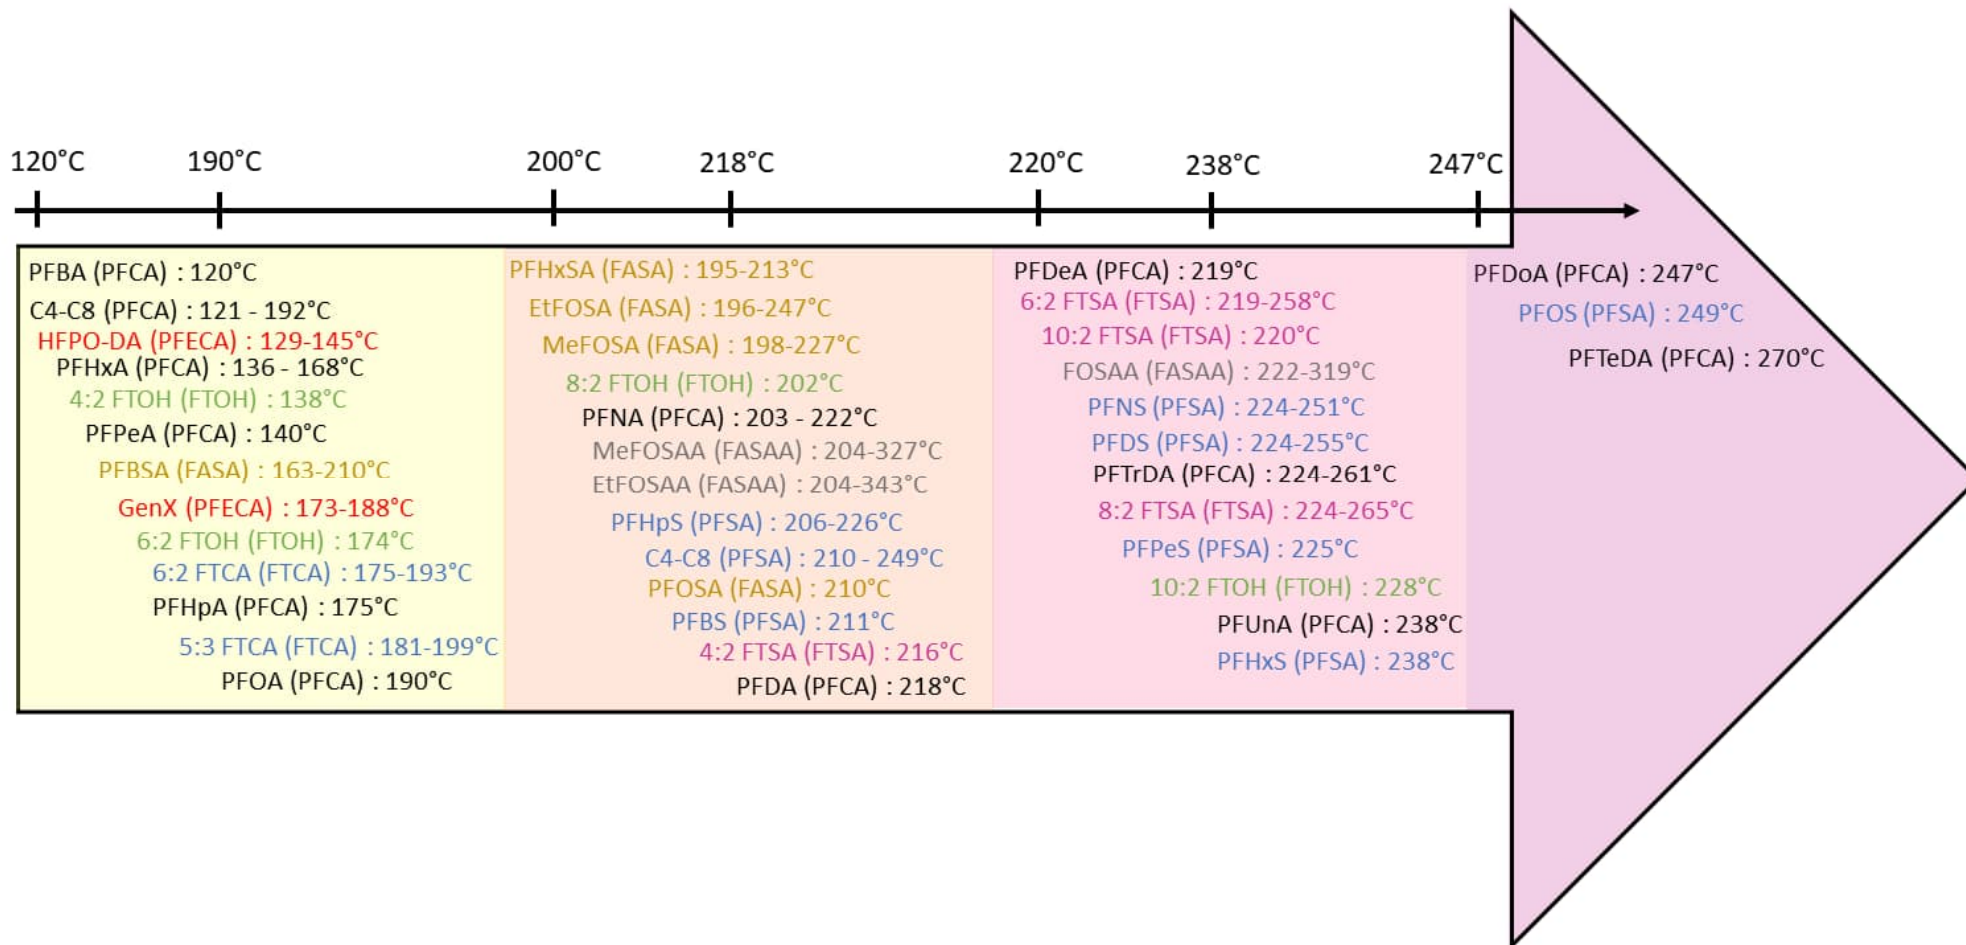 120°C
190°C
200°C
218°C
220°C
238°C
247°C
PFBA (PFCA) : 120°C
C4-C8 (PFCA) : 121 - 192°C
HFPO-DA (PFECA) : 129-145°C
PFHxA (PFCA) : 136 - 168°C
4:2 FTOH (FTOH) : 138°C
PFPeA (PFCA) : 140°C
PFBSA (FASA) : 163-210°C
GenX (PFECA) : 173-188°C
6:2 FTOH (FTOH) : 174°C
6:2 FTCA (FTCA) : 175-193°C
PFHpA (PFCA) : 175°C
5:3 FTCA (FTCA) : 181-199°C
PFOA (PFCA) : 190°C
PFHxSA (FASA) : 195-213°C
EtFOSA (FASA) : 196-247°C
MeFOSA (FASA) : 198-227°C
8:2 FTOH (FTOH) : 202°C
PFNA (PFCA) : 203 - 222°C
MeFOSAA (FASAA) : 204-327°C
EtFOSAA (FASAA) : 204-343°C
PFHpS (PFSA) : 206-226°C
C4-C8 (PFSA) : 210 - 249°C
PFOSA (FASA) : 210°C
PFBS (PFSA) : 211°C
4:2 FTSA (FTSA) : 216°C
PFDA (PFCA) : 218°C
PFDeA (PFCA) : 219°C
6:2 FTSA (FTSA) : 219-258°C
10:2 FTSA (FTSA) : 220°C
FOSAA (FASAA) : 222-319°C
PFNS (PFSA) : 224-251°C
PFDS (PFSA) : 224-255°C
PFTrDA (PFCA) : 224-261°C
8:2 FTSA (FTSA) : 224-265°C
PFPeS (PFSA) : 225°C
10:2 FTOH (FTOH) : 228°C
PFUnA (PFCA) : 238°C
PFHxS (PFSA) : 238°C
PFDoA (PFCA) : 247°C
PFOS (PFSA) : 249°C
PFTeDA (PFCA) : 270°C